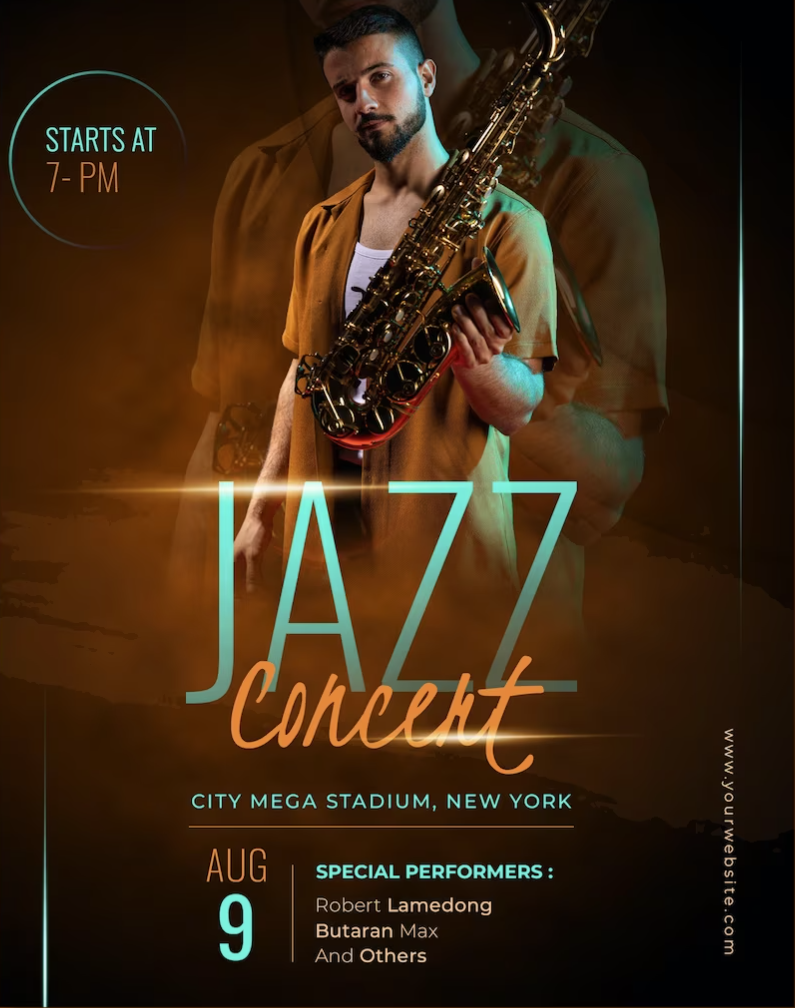 STARTS AT
7- PM
JAZZ
Concert
CITY MEGA STADIUM, NEW YORK
AUG
9
SPECIAL PERFORMERS :
Robert Lamedong
Butaran Max
And Others
www.yourwebsite.com